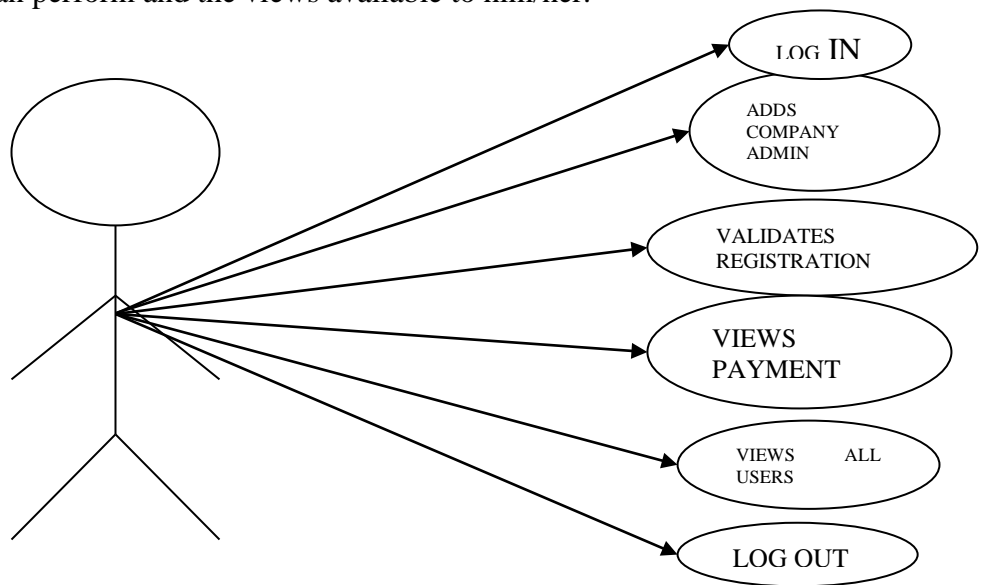 an perform and the views available to him/her.
LOG IN
ADDS
COMPANY
ADMIN
VALIDATES
REGISTRATION
VIEWS
PAYMENT
VIEWS ALL
USERS
LOG OUT